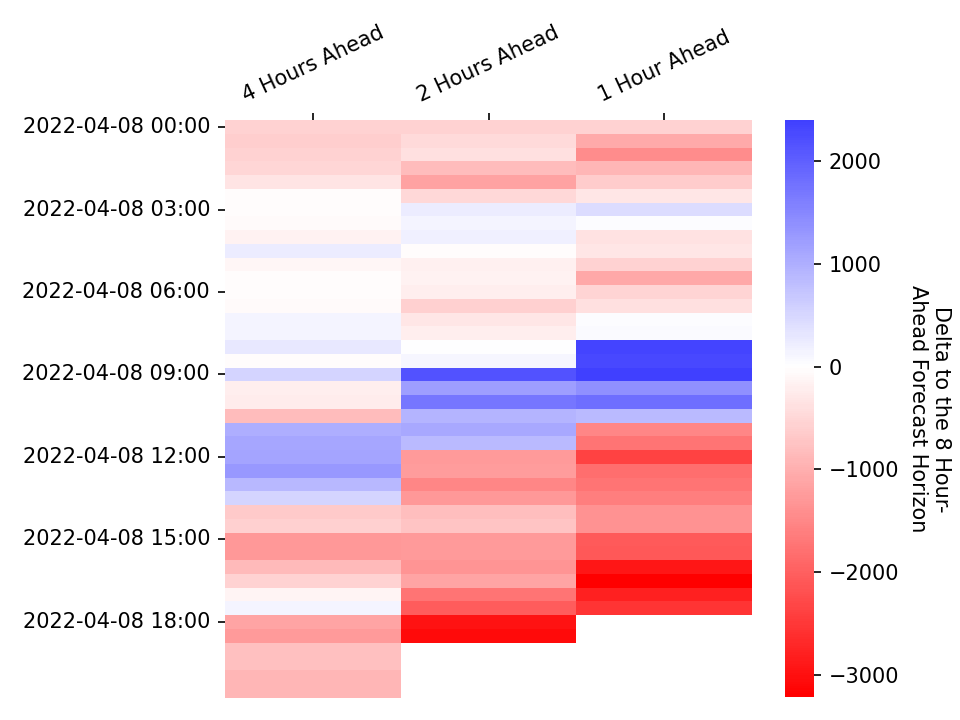 4 Hours Ahead
2 Hours Ahead
1 Hour Ahead
2022-04-08 00:00
2022-04-08 03:00
2022-04-08 06:00
2022-04-08 09:00
2022-04-08 12:00
2022-04-08 15:00
2022-04-08 18:00
2000
1000
0
−1000
−2000
−3000
Delta to the 8 Hour-
Ahead Forecast Horizon